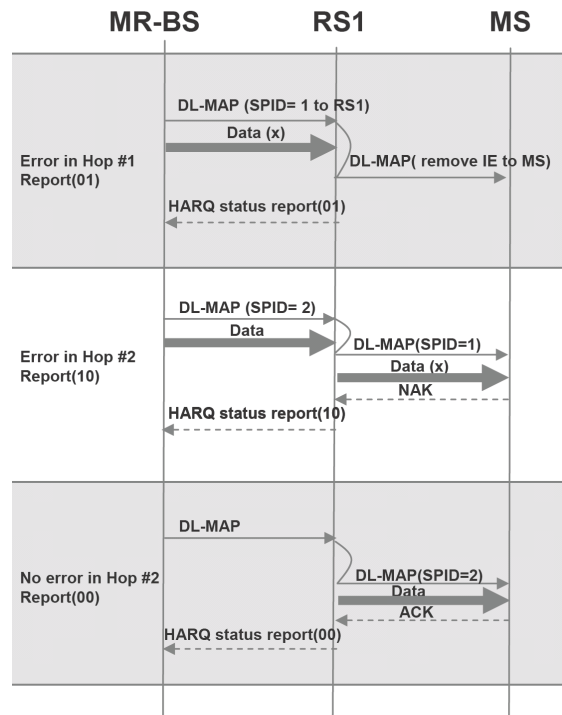 MR-BS RS1 MS
DL-MAP (SPID= 1 to RS1)
Data (x)
Error in Hop #1
Report(01)
DL-MAP( remove IE to MS)
HARQ status report(01)
DL-MAP (SPID= 2)
Data
DL-MAP(SPID=1)
Error in Hop #2
Report(10)
Data (x)
NAK
HARQ status report(10)
DL-MAP
No error in Hop #2
Report(00)
DL-MAP(SPID=2)
Data
ACK
HARQ status report(00)